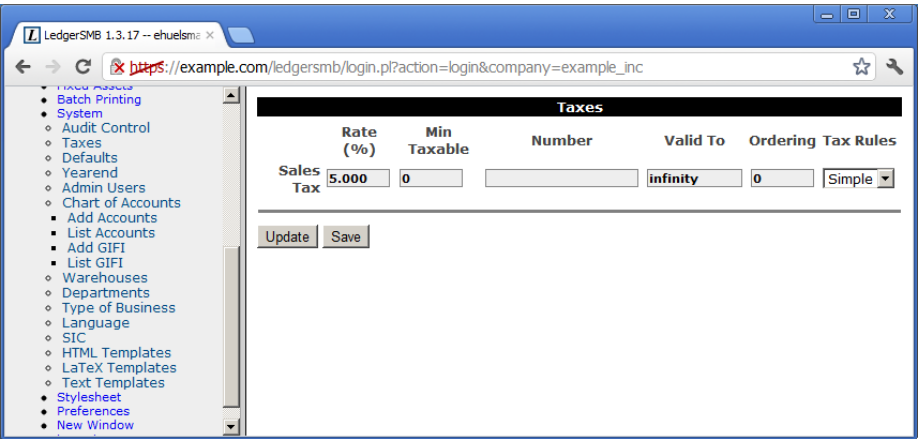 LedgerSMB 1.3.17 -- ehuelsma
https://example.com/ledgersmb/login.pl?action=login&company=example_inc
Fixed Assets
Batch Printing
System
Audit Control
Taxes
Defaults
Yearend
Admin Users
Chart of Accounts
Add Accounts
List Accounts
Add GIFI
List GIFI
Warehouses
Departments
Type of Business
Language
SIC
HTML Templates
LaTeX Templates
Text Templates
Stylesheet
Preferences
New Window
Taxes
Rate (%) Min Taxable Number Valid To Ordering Tax Rules
Sales Tax 5.000 0 infinity 0 Simple
Update Save